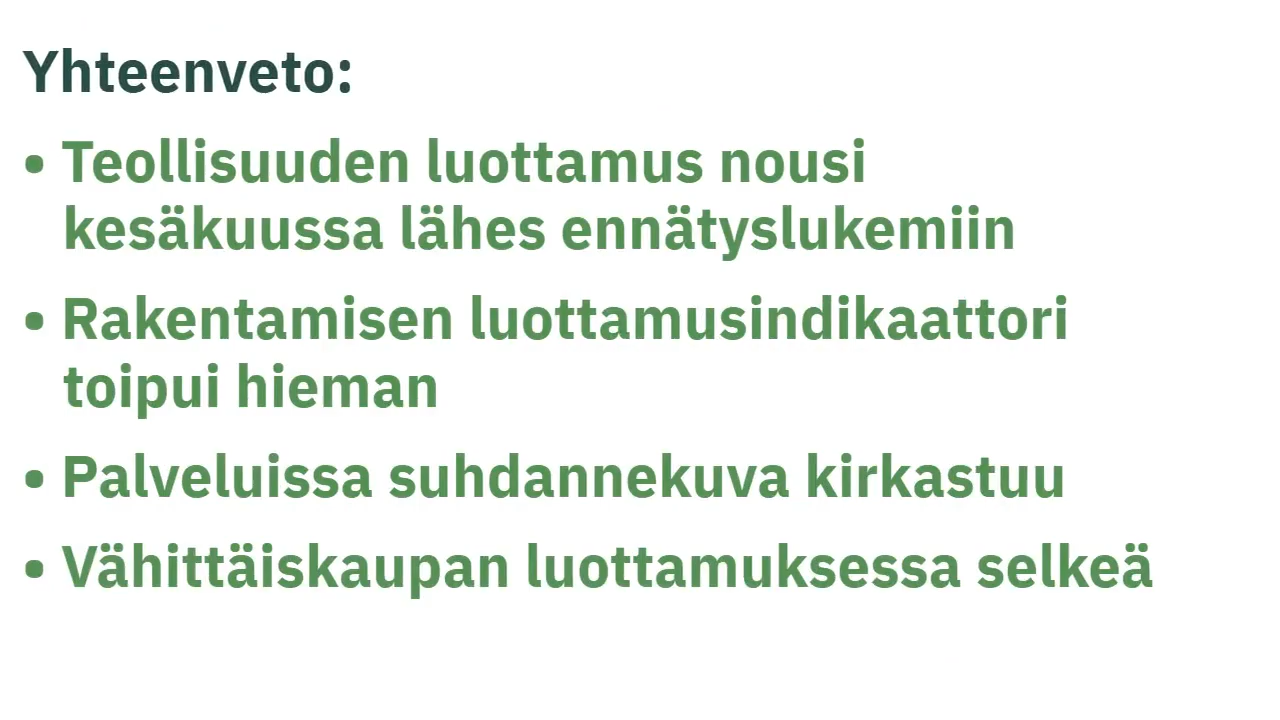 Yhteenveto:
• Teollisuuden luottamus nousi
kesäkuussa lähes ennätyslukemiin
• Rakentamisen luottamusindikaattori
toipui hieman
• Palveluissa suhdannekuva kirkastuu
• Vähittäiskaupan luottamuksessa selkeä